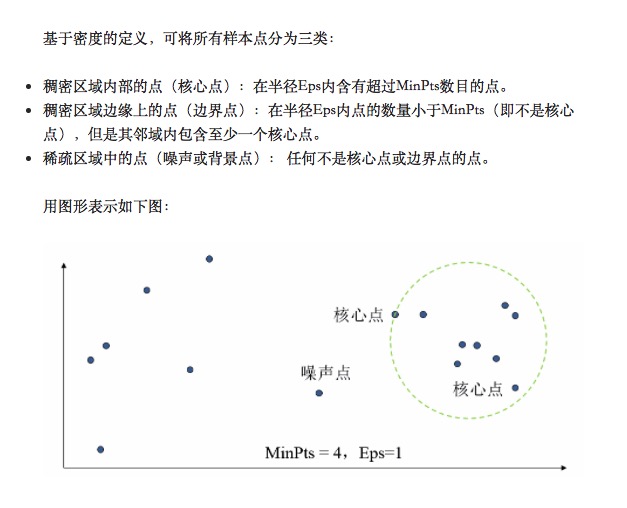 基于密度的定义，可将所有样本点分为三类：
稠密区域内部的点（核心点）：在半径Eps内含有超过MinPts数目的点。
稠密区域边缘上的点（边界点）：在半径Eps内点的数量小于MinPts（即不是核心
点），但是其邻域内包含至少一个核心点。
稀疏区域中的点（噪声或背景点）： 任何不是核心点或边界点的点。
用图形表示如下图：
核心点
噪声点
核心点
MinPts = 4，Eps=1